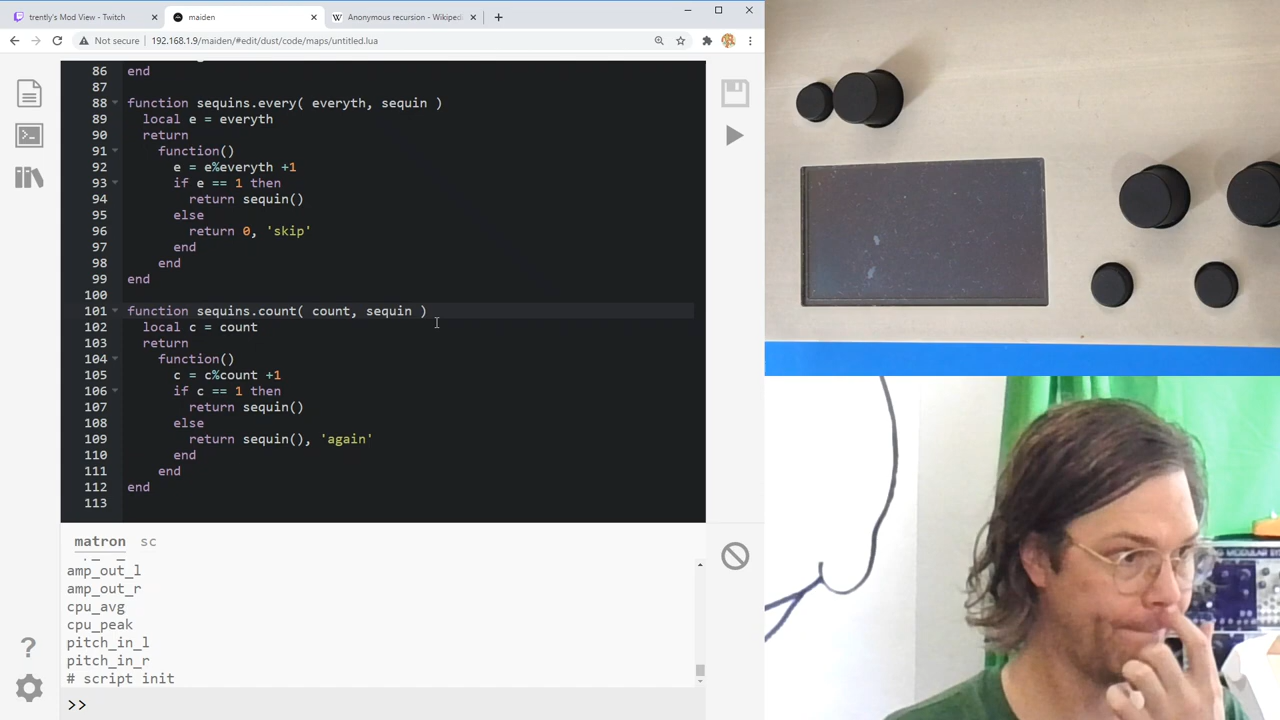 trently's Mod View - Twitch
maiden
Anonymous recursion - Wikiped
Not secure
192.168.1.9/maiden/#edit/dust/code/maps/untitled.lua
86 end
87
88 function sequins.every( everyth, sequin )
89 local e = everyth
90 return
91 function()
92 e = e%everyth +1
93 if e == 1 then
94 return sequin()
95 else
96 return 0, 'skip'
97 end
98 end
99 end
100
101 function sequins.count( count, sequin )
102 local c = count
103 return
104 function()
105 c = c%count +1
106 if c == 1 then
107 return sequin()
108 else
109 return sequin(), 'again'
110 end
111 end
112 end
113
matron sc
amp_out_l
amp_out_r
cpu_avg
cpu_peak
pitch_in_l
pitch_in_r
# script init
>>